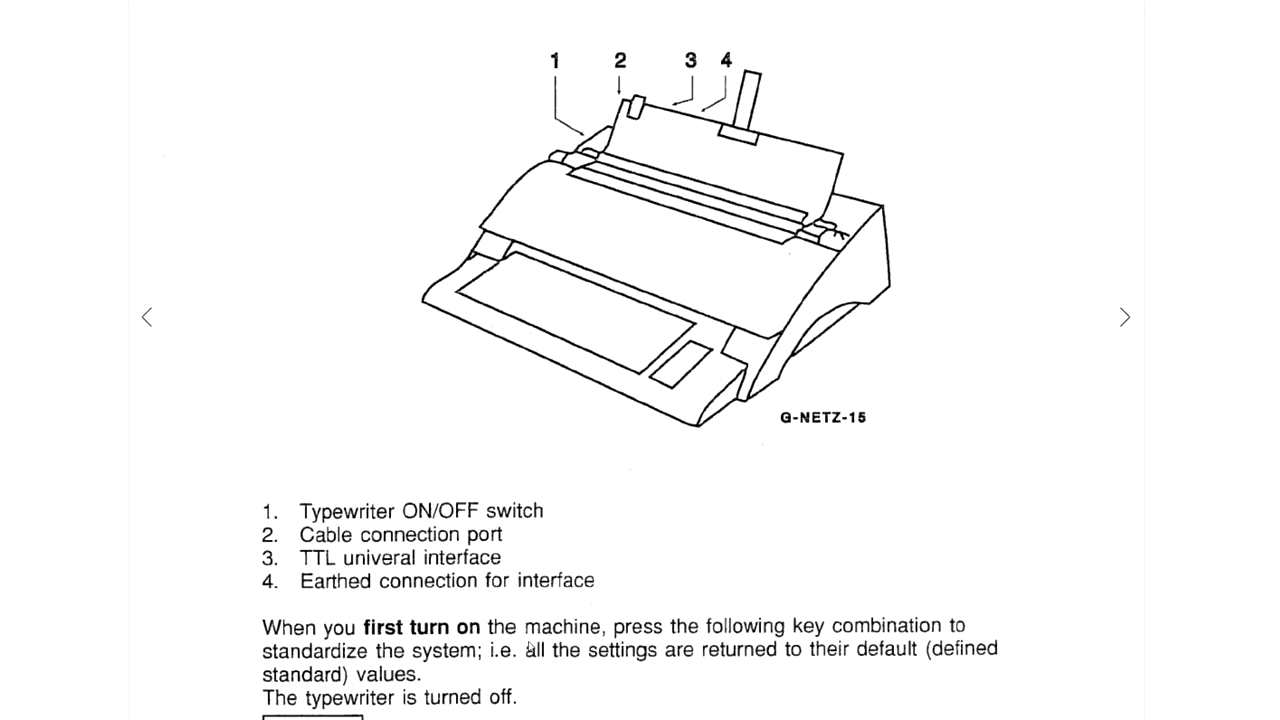 1 2 3 4
G-NETZ-15
1. Typewriter ON/OFF switch
2. Cable connection port
3. TTL univeral interface
4. Earthed connection for interface
When you first turn on the machine, press the following key combination to
standardize the system; i.e. all the settings are returned to their default (defined
standard) values.
The typewriter is turned off.